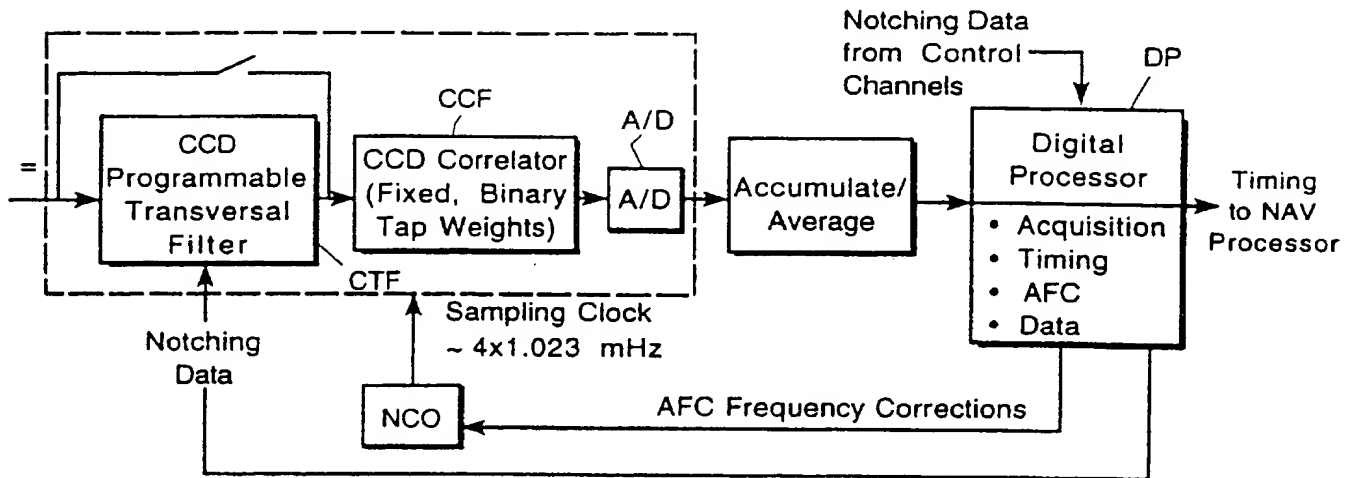 Notching Data
from Control
Channels
DP
CCF
A/D
=
CCD
Programmable
Transversal
Filter
CCD Correlator
(Fixed, Binary
Tap Weights)
A/D
Accumulate/
Average
Digital
Processor
• Acquisition
• Timing
• AFC
• Data
Timing
to NAV
Processor
CTF
Sampling Clock
~ 4x1.023 mHz
Notching
Data
NCO
AFC Frequency Corrections